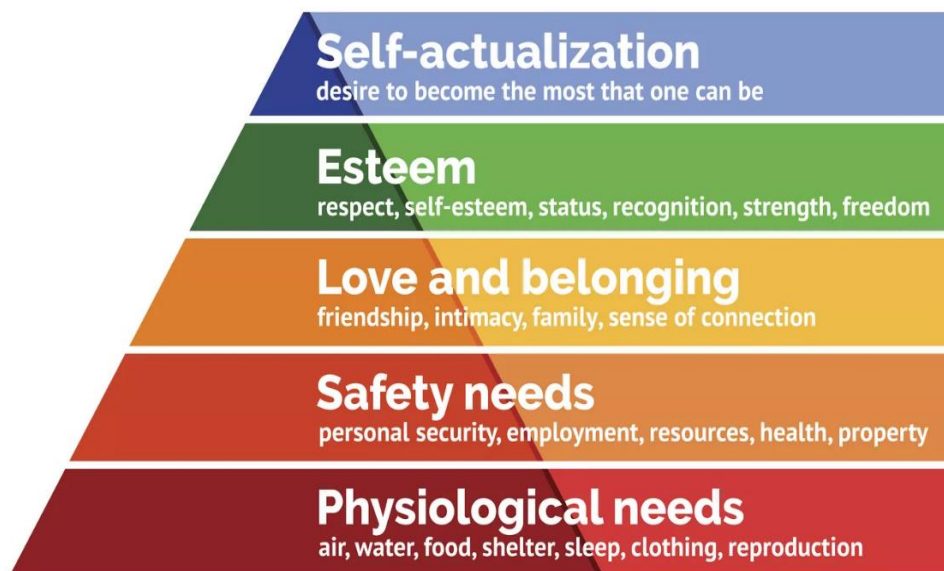 Self-actualization
desire to become the most that one can be
Esteem
respect, self-esteem, status, recognition, strength, freedom
Love and belonging
friendship, intimacy, family, sense of connection
Safety needs
personal security, employment, resources, health, property
Physiological needs
air, water, food, shelter, sleep, clothing, reproduction